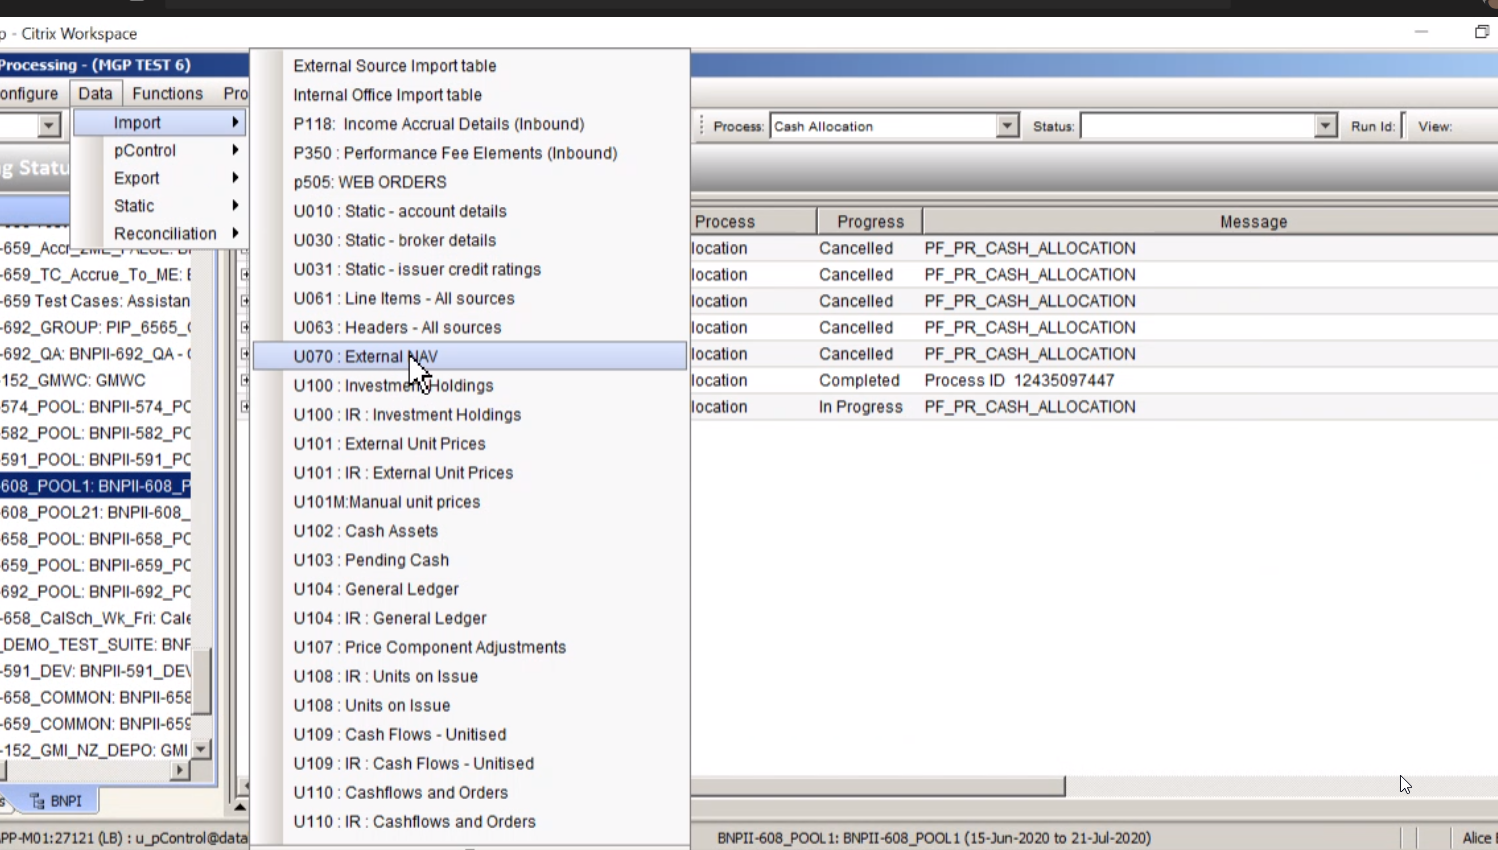 p - Citrix Workspace
Processing - (MGP TEST 6)
onfigure Data Functions Pro
Import
pControl
Export
Static
Reconciliation
External Source Import table
Internal Office Import table
P118: Income Accrual Details (Inbound)
P350 : Performance Fee Elements (Inbound)
p505: WEB ORDERS
U010 : Static - account details
U030 : Static - broker details
U031 : Static - issuer credit ratings
U061 : Line Items - All sources
U063 : Headers - All sources
U070 : External NAV
U100 : Investment Holdings
U100 : IR : Investment Holdings
U101 : External Unit Prices
U101 : IR : External Unit Prices
U101M:Manual unit prices
U102 : Cash Assets
U103 : Pending Cash
U104 : General Ledger
U104 : IR : General Ledger
U107 : Price Component Adjustments
U108 : IR : Units on Issue
U108 : Units on Issue
U109 : Cash Flows - Unitised
U109 : IR : Cash Flows - Unitised
U110 : Cashflows and Orders
U110 : IR : Cashflows and Orders
Process: Cash Allocation Status: Run Id: View:
g Statu
Process Progress Message
location Cancelled PF_PR_CASH_ALLOCATION
location Cancelled PF_PR_CASH_ALLOCATION
location Cancelled PF_PR_CASH_ALLOCATION
location Cancelled PF_PR_CASH_ALLOCATION
location Cancelled PF_PR_CASH_ALLOCATION
location Completed Process ID 12435097447
location In Progress PF_PR_CASH_ALLOCATION
-659_TC_Accrue_To_ME: E
-659 Test Cases: Assistan
-692_GROUP: PIP_6565_
-692_QA: BNPII-692_QA -
-152_GMWC: GMWC
-574_POOL: BNPII-574_PC
-582_POOL: BNPII-582_PC
-591_POOL: BNPII-591_PC
-608_POOL1: BNPII-608_P
-608_POOL21: BNPII-608_
-658_POOL: BNPII-658_PC
-659_POOL: BNPII-659_PC
-692_POOL: BNPII-692_PC
-658_CalSch_Wk_Fri: Cale
_DEMO_TEST_SUITE: BNF
-591_DEV: BNPII-591_DEV
-658_COMMON: BNPII-658
-659_COMMON: BNPII-659
-152_GMI_NZ_DEPO: GMI
s BNPI
PP-M01:27121 (LB) : u_pControl@data
BNPII-608_POOL1: BNPII-608_POOL1 (15-Jun-2020 to 21-Jul-2020)
Alice